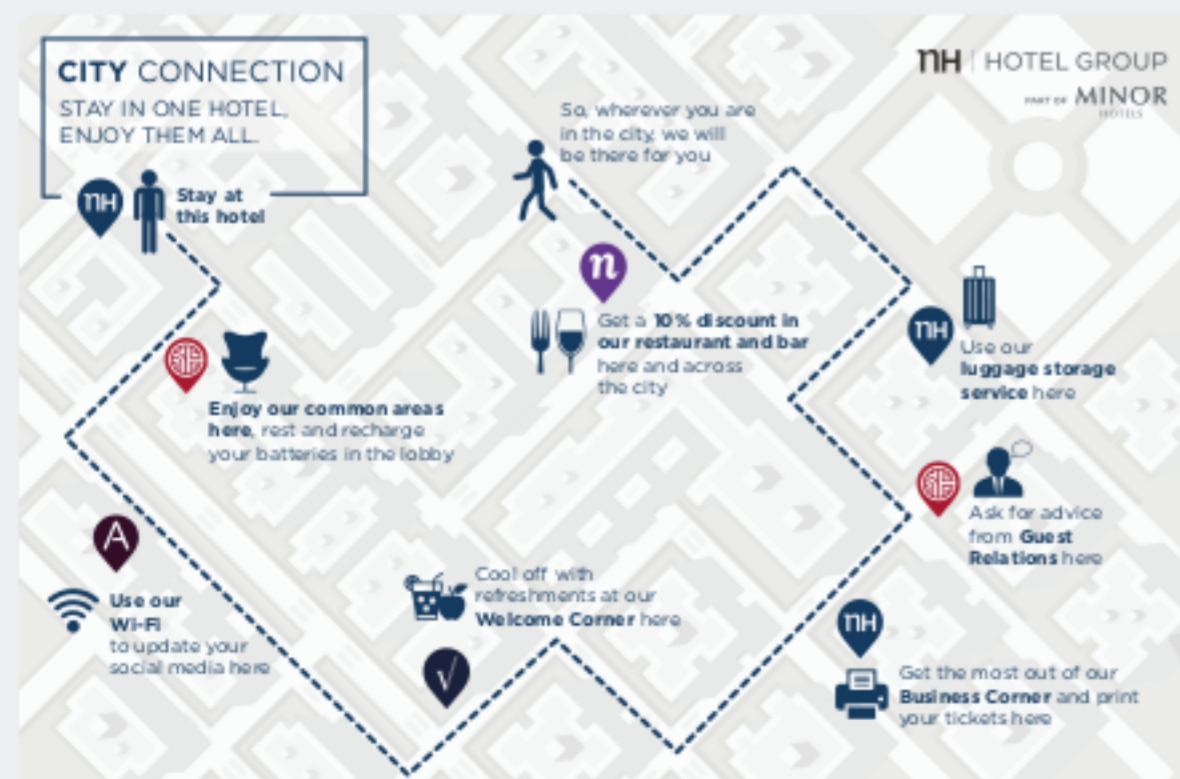 CITY CONNECTION
STAY IN ONE HOTEL,
ENJOY THEM ALL.
nH
Stay at
this hotel
nH | HOTEL GROUP
PART OF MINOR
HOTELS
So, wherever you are
in the city, we will
be there for you
n
Get a 10% discount in
our restaurant and bar
here and across
the city
nH
Use our
luggage storage
service here
Enjoy our common areas
here, rest and recharge
your batteries in the lobby
Ask for advice
from Guest
Relations here
A
Use our
Wi-Fi
to update your
social media here
Cool off with
refreshments at our
Welcome Corner here
√
nH
Get the most out of our
Business Corner and print
your tickets here